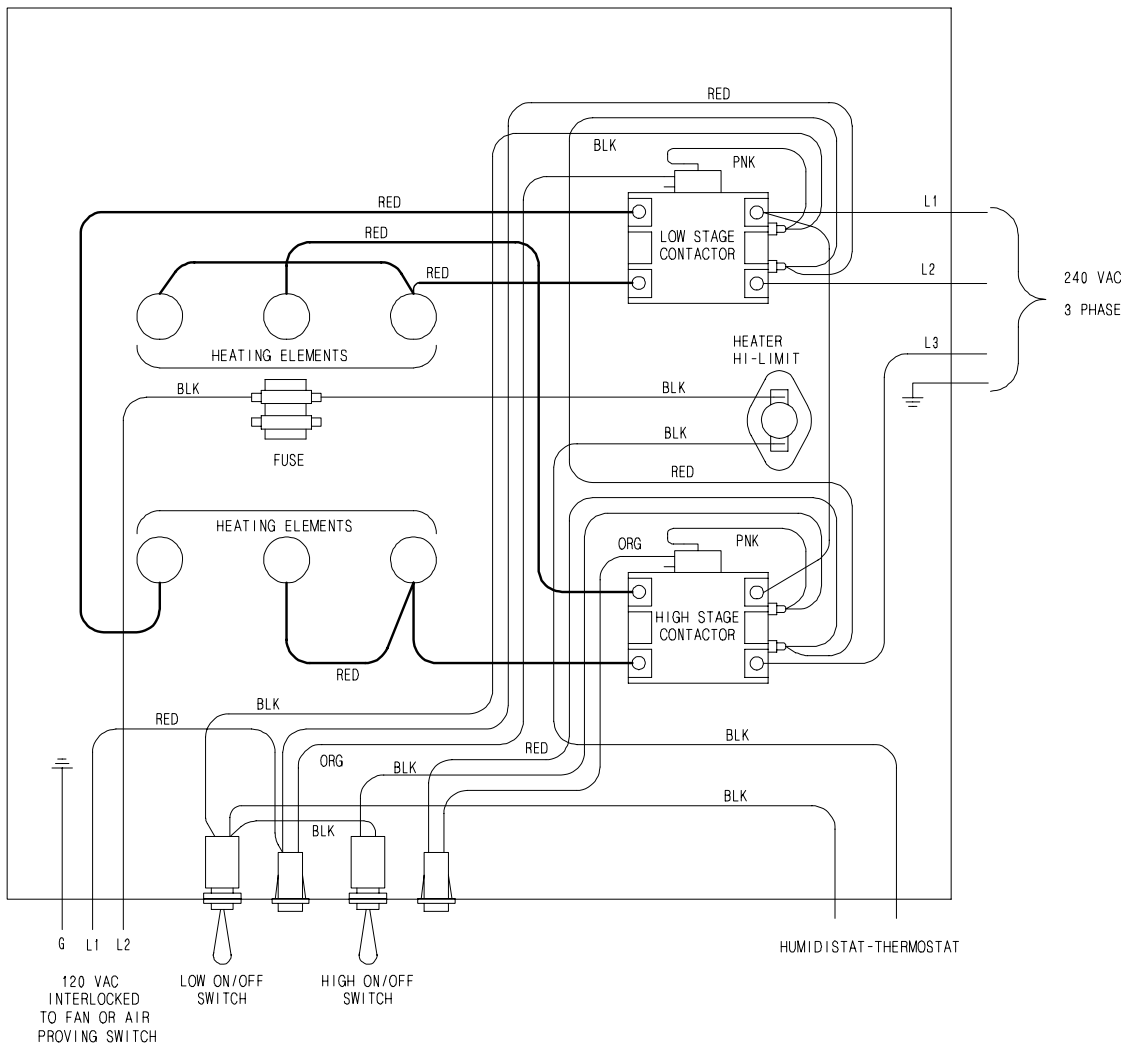 RED
BLK
PNK
RED
L1
RED
LOW STAGE
CONTACTOR
RED
L2
240 VAC
3 PHASE
HEATER
HI-LIMIT
L3
HEATING ELEMENTS
BLK
BLK
BLK
FUSE
RED
HEATING ELEMENTS
ORG
PNK
HIGH STAGE
CONTACTOR
RED
BLK
RED
RED
BLK
ORG
BLK
BLK
BLK
G
L1
L2
HUMIDISTAT-THERMOSTAT
120 VAC
INTERLOCKED
TO FAN OR AIR
PROVING SWITCH
LOW ON/OFF
SWITCH
HIGH ON/OFF
SWITCH